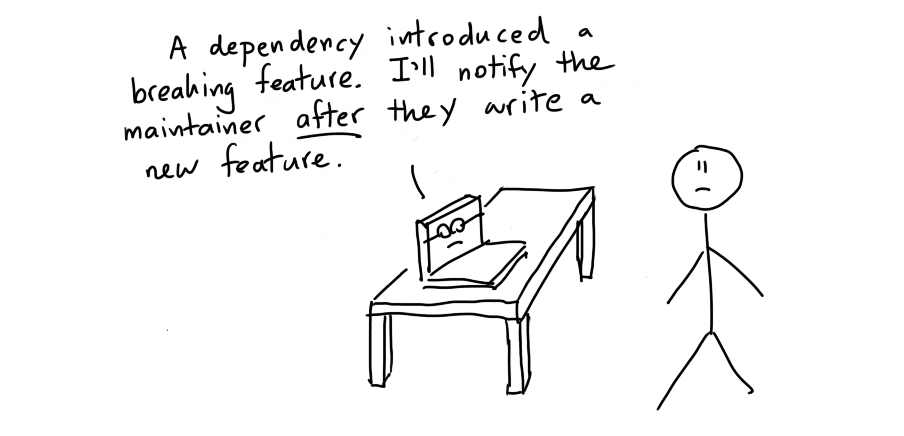 A dependency introduced a
breaking feature. I'll notify the
maintainer after they write a
new feature.